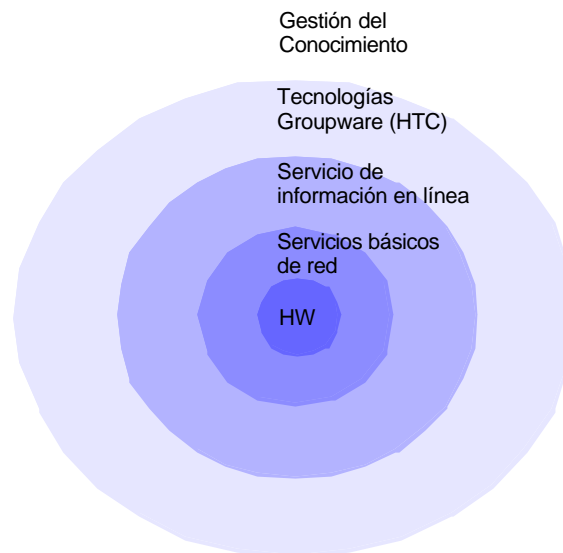 Gestión del
Conocimiento
Tecnologías
Groupware (HTC)
Servicio de
información en línea
Servicios básicos
de red
HW